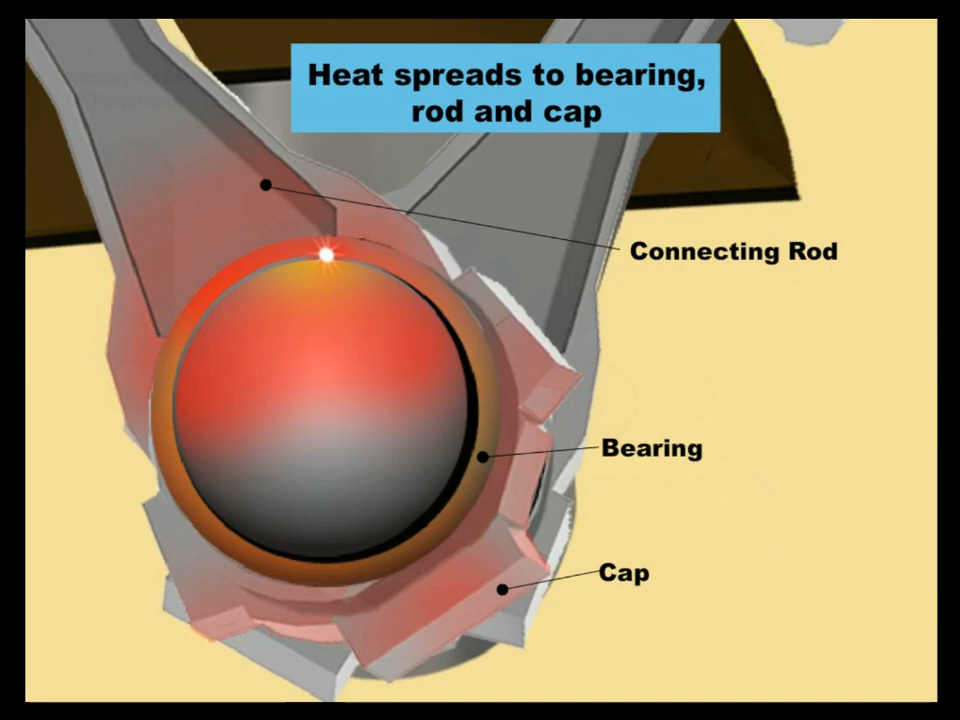 Heat spreads to bearing,
rod and cap
Connecting Rod
Bearing
Cap